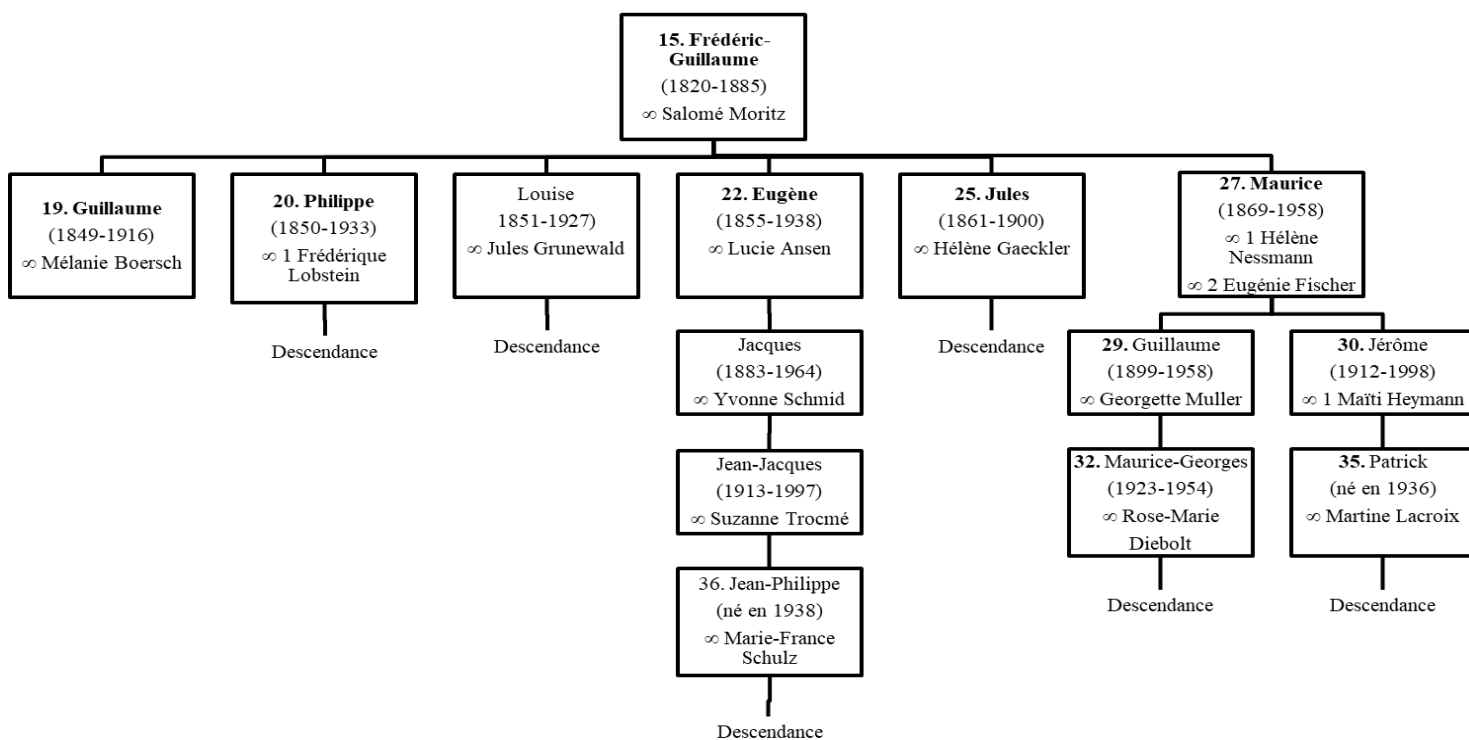 15. Frédéric-
Guillaume
(1820-1885)
∞ Salomé Moritz
19. Guillaume
(1849-1916)
∞ Mélanie Boersch
20. Philippe
(1850-1933)
∞ 1 Frédérique
Lobstein
Descendance
Louise
1851-1927)
∞ Jules Grunewald
Descendance
22. Eugène
(1855-1938)
∞ Lucie Ansen
Jacques
(1883-1964)
∞ Yvonne Schmid
Jean-Jacques
(1913-1997)
∞ Suzanne Trocmé
36. Jean-Philippe
(né en 1938)
∞ Marie-France
Schulz
Descendance
25. Jules
(1861-1900)
∞ Hélène Gaeckler
Descendance
27. Maurice
(1869-1958)
∞ 1 Hélène
Nessmann
∞ 2 Eugénie Fischer
29. Guillaume
(1899-1958)
∞ Georgette Muller
32. Maurice-Georges
(1923-1954)
∞ Rose-Marie
Diebolt
Descendance
30. Jérôme
(1912-1998)
∞ 1 Maïti Heymann
35. Patrick
(né en 1936)
∞ Martine Lacroix
Descendance